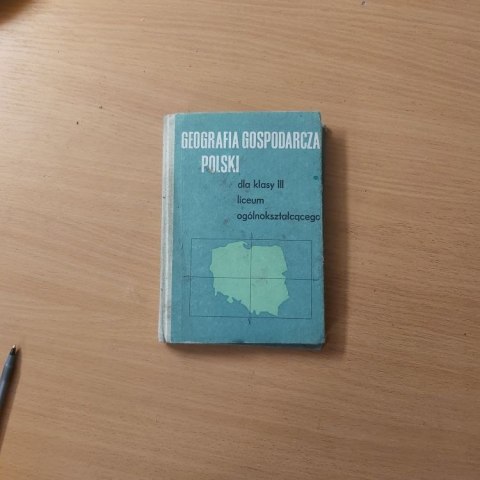 GEOGRAFIA GOSPODARCZA
POLSKI
dla klasy III
liceum
ogólnokształcącego